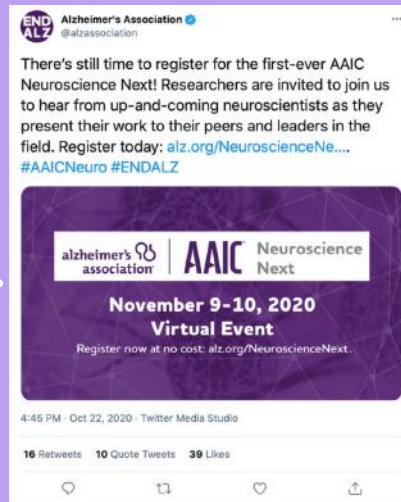 END
ALZ
Alzheimer's Association
@alzassociation
There's still time to register for the first-ever AAIC
Neuroscience Next! Researchers are invited to join us
to hear from up-and-coming neuroscientists as they
present their work to their peers and leaders in the
field. Register today: alz.org/NeuroscienceNe....
#AAICNeuro #ENDALZ
alzheimer's association
AAIC
Neuroscience
Next
November 9-10, 2020
Virtual Event
Register now at no cost: alz.org/NeuroscienceNext.
4:45 PM · Oct 22, 2020 · Twitter Media Studio
16 Retweets 10 Quote Tweets 39 Likes